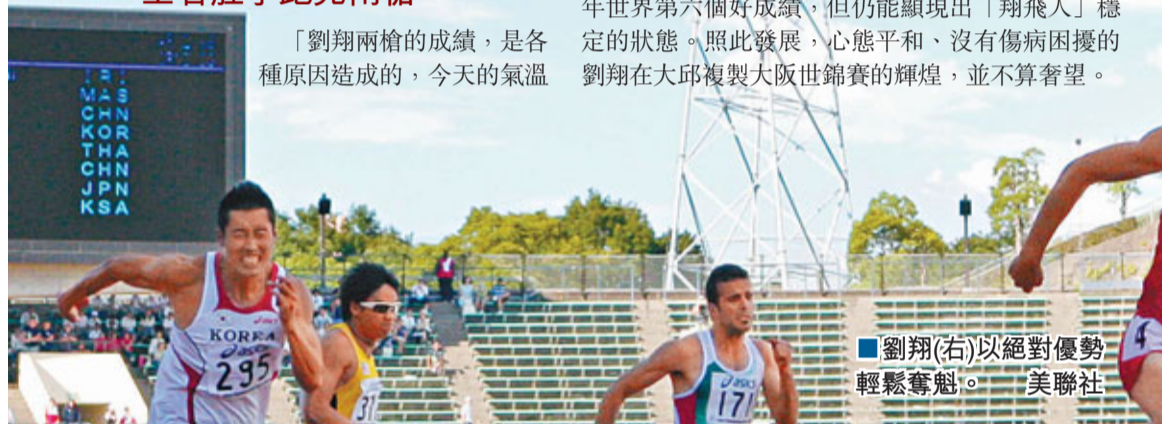 「劉翔兩槍的成績，是各
種原因造成的，今天的氣溫
年世界第六個好成績，但仍能顯現出「翔飛人」穩
定的狀態。照此發展，心態平和、沒有傷病困擾的
劉翔在大邱複製大阪世錦賽的輝煌，並不算奢望。
IRI
MAS
CHN
KOR
THA
CHN
JPN
KSA
KOREA
asics
295
31
asics
171
4
■劉翔(右)以絕對優勢
輕鬆奪魁。 美聯社